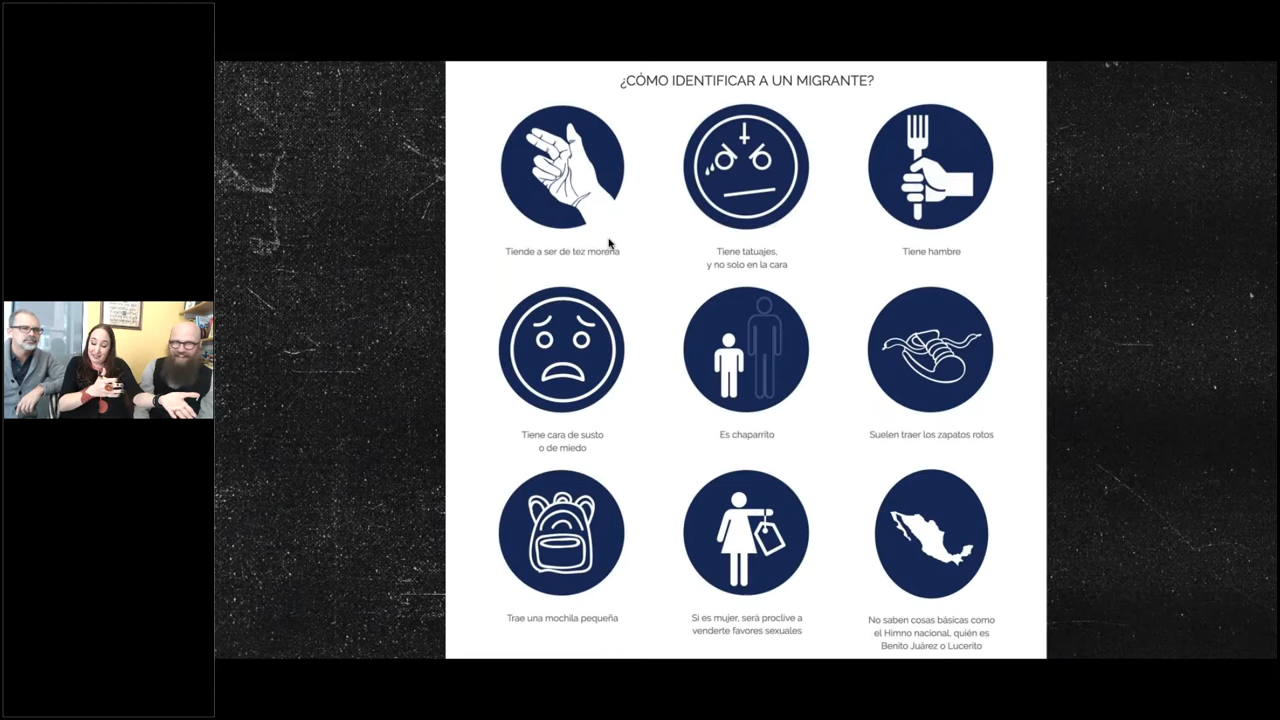 ¿CÓMO IDENTIFICAR A UN MIGRANTE?
Tiende a ser de tez morena
Tiene tatuajes,
y no solo en la cara
Tiene hambre
Tiene cara de susto
o de miedo
Es chaparrito
Suelen traer los zapatos rotos
Trae una mochila pequeña
Si es mujer, será proclive a
venderte favores sexuales
No saben cosas básicas como
el Himno nacional, quién es
Benito Juárez o Lucerito